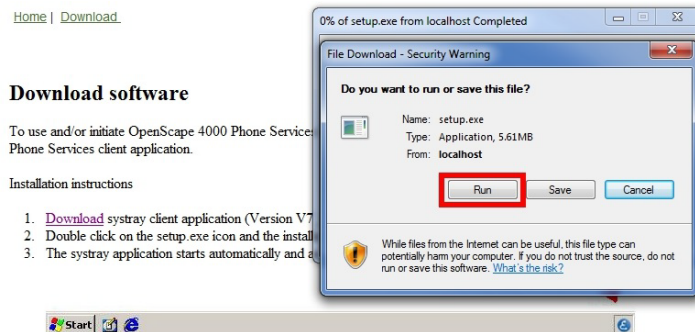 Home | Download
Download software
To use and/or initiate OpenScape 4000 Phone Service
Phone Services client application.
Installation instructions
1. Download systray client application (Version V7
2. Double click on the setup.exe icon and the install
3. The systray application starts automatically and a
Start
0% of setup.exe from localhost Completed
File Download - Security Warning
Do you want to run or save this file?
Name: setup.exe
Type: Application, 5.61MB
From: localhost
Run Save Cancel
While files from the Internet can be useful, this file type can
potentially harm your computer. If you do not trust the source, do not
run or save this software. What's the risk?